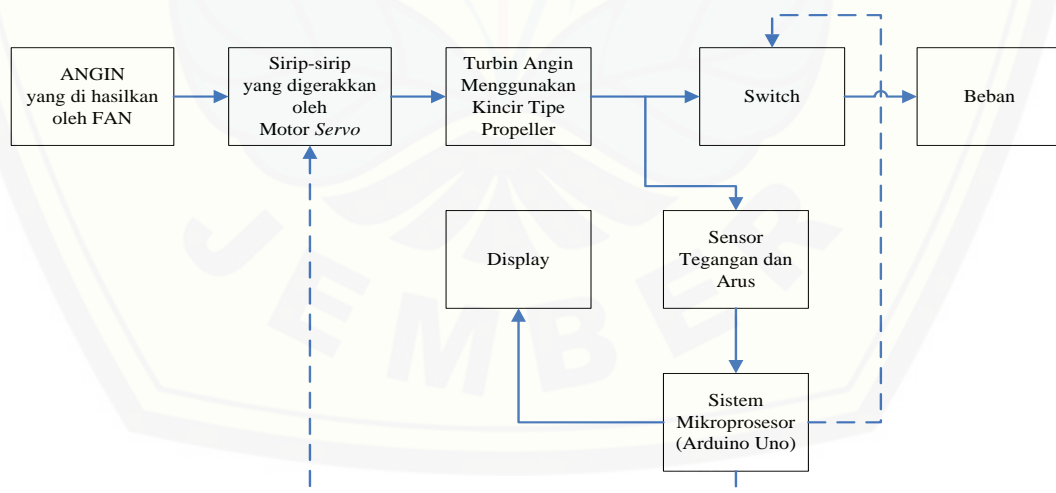 ANGIN
yang di hasilkan
oleh FAN
Sirip-sirip
yang digerakkan
oleh
Motor Servo
Turbin Angin
Menggunakan
Kincir Tipe
Propeller
Switch
Beban
Display
Sensor
Tegangan dan
Arus
Sistem
Mikroprosesor
(Arduino Uno)
JEMBER